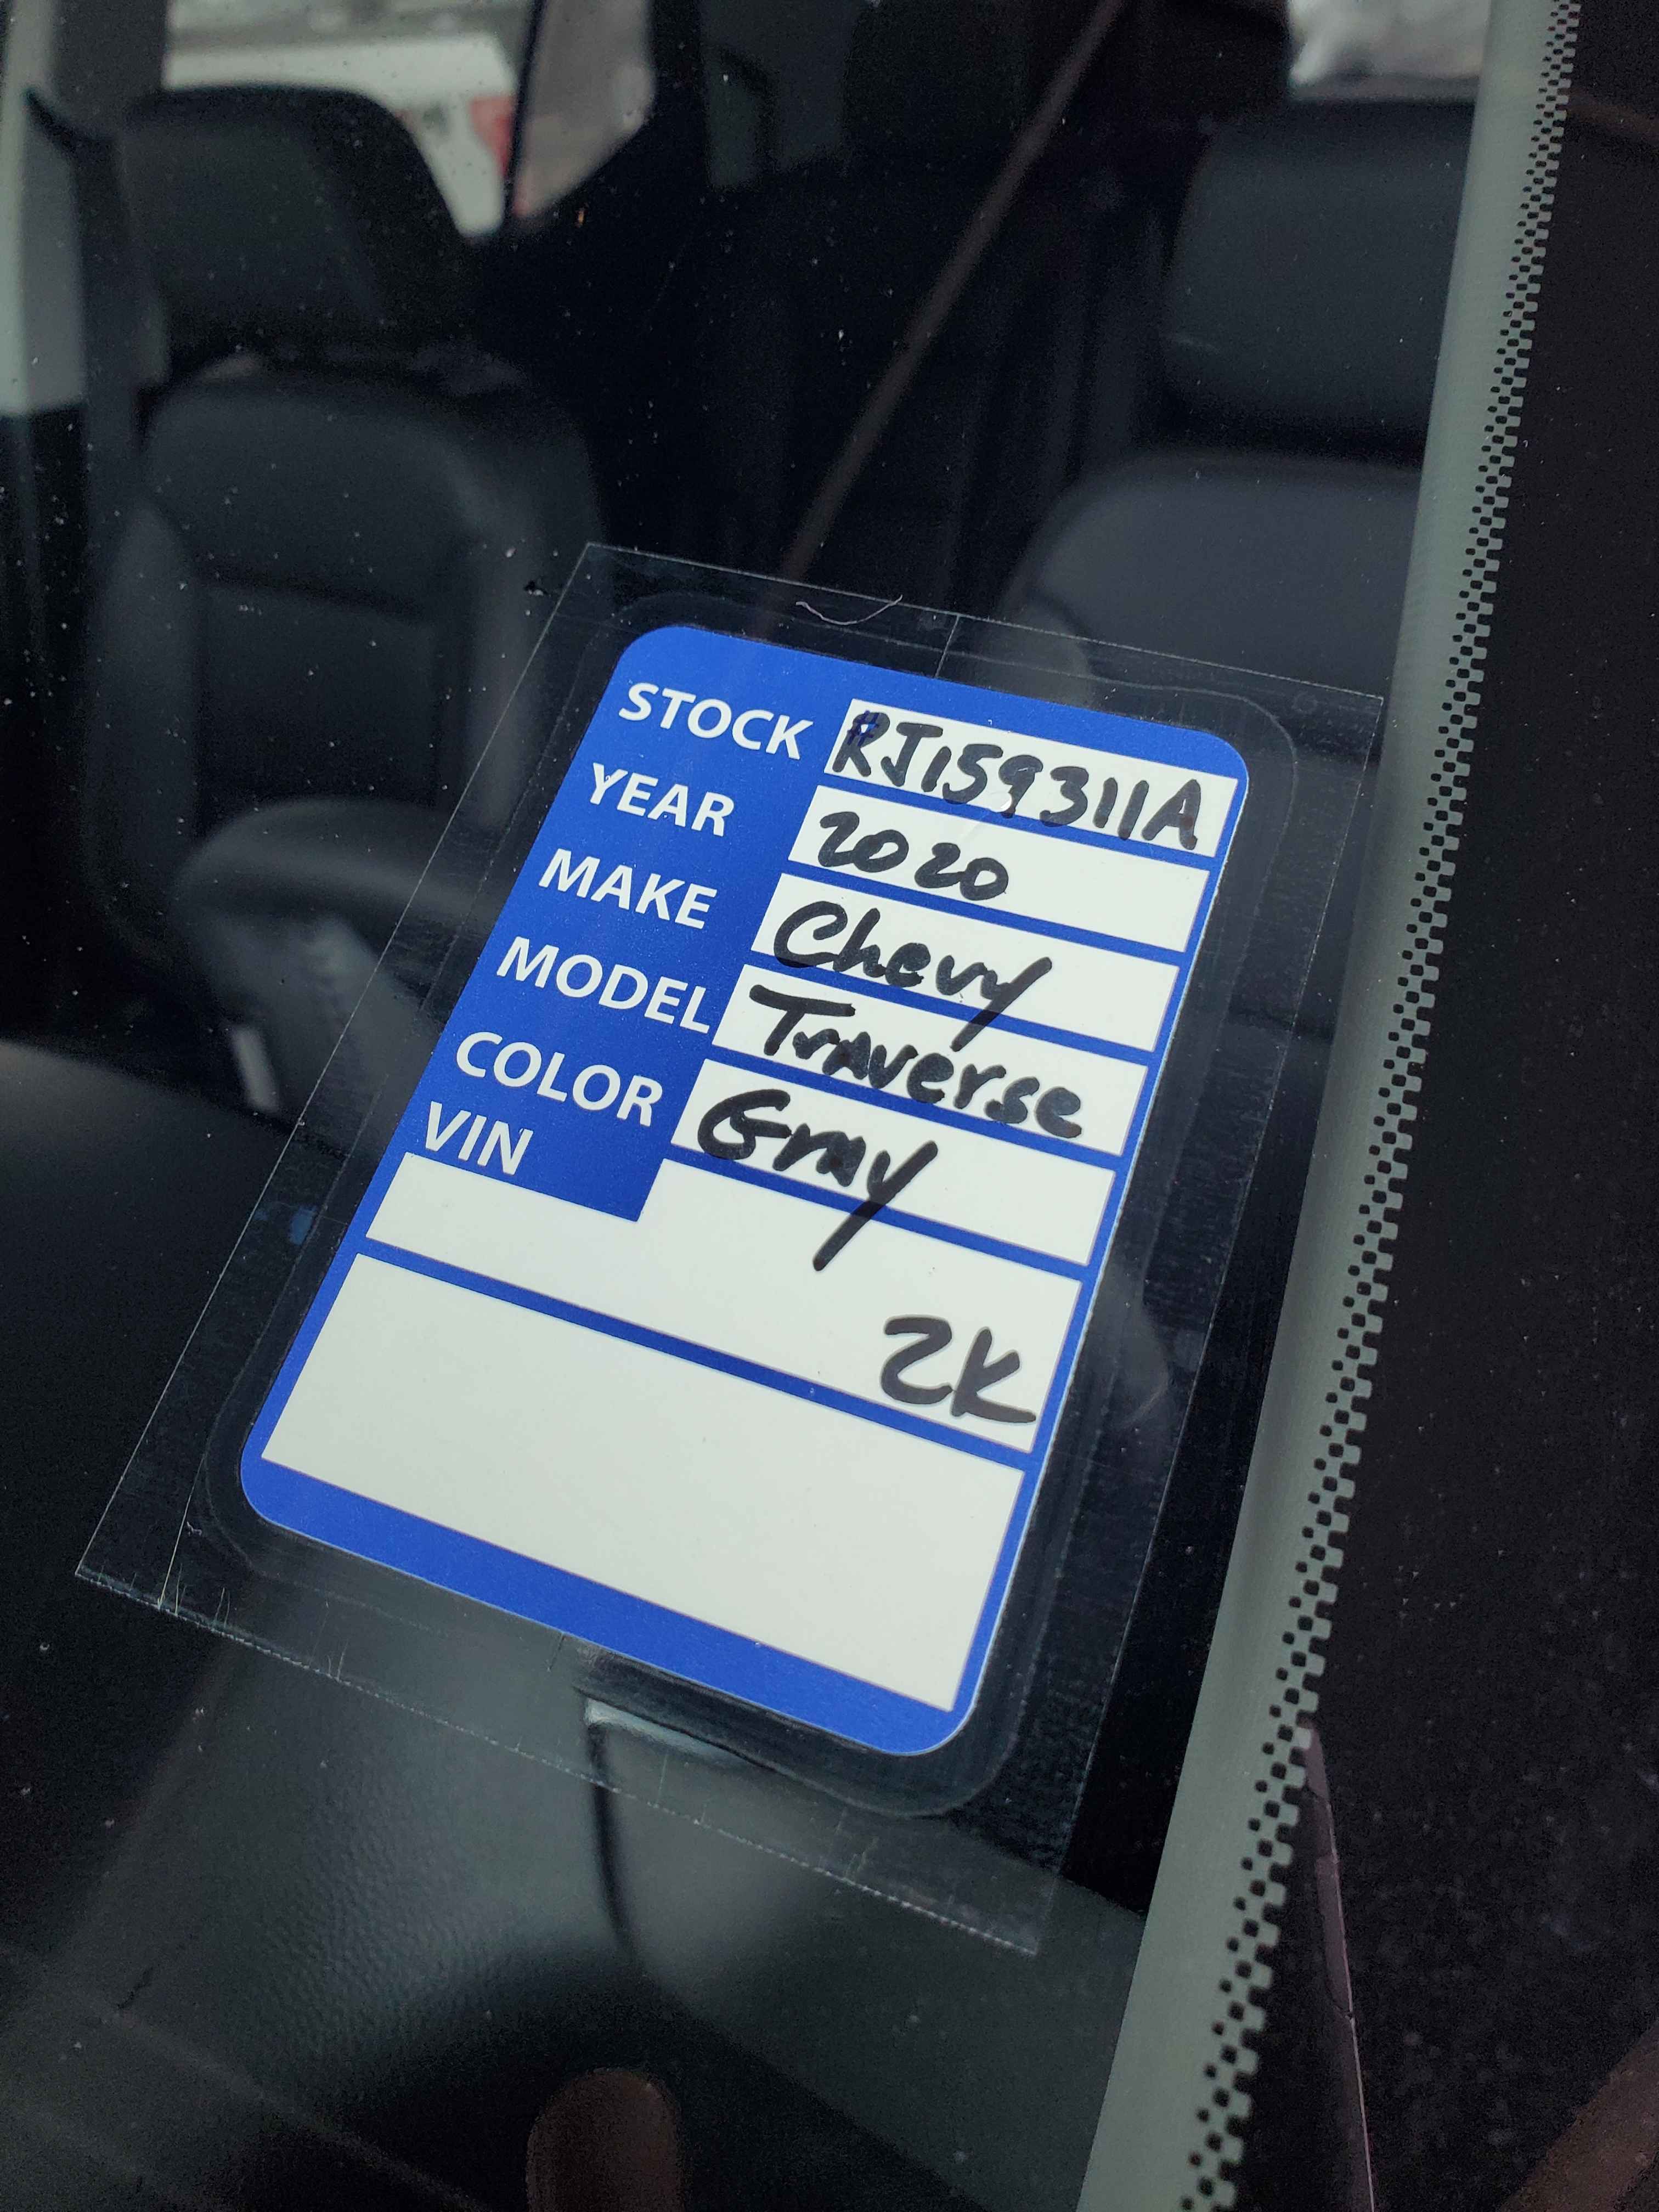 STOCK #RJ159311A
YEAR 2020
MAKE Chevy
MODEL Traverse
COLOR Gray
VIN
2K